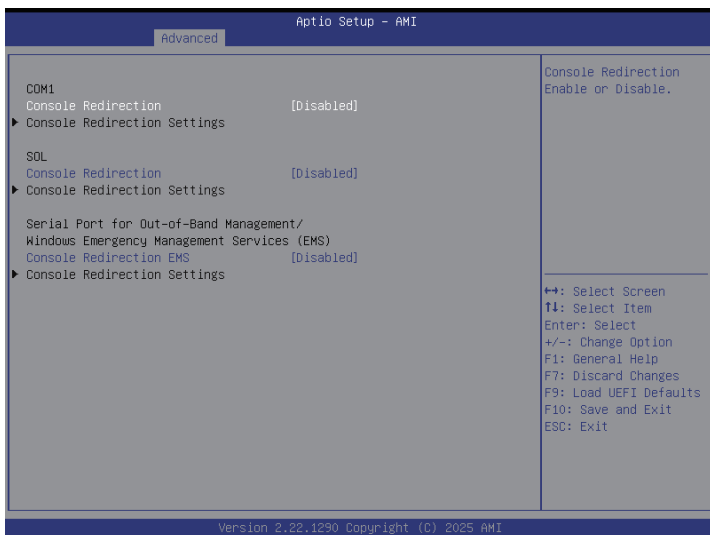 Aptio Setup – AMI
Advanced
COM1
Console Redirection [Disabled]
▶ Console Redirection Settings
SOL
Console Redirection [Disabled]
▶ Console Redirection Settings
Serial Port for Out-of-Band Management/
Windows Emergency Management Services (EMS)
Console Redirection EMS [Disabled]
▶ Console Redirection Settings
Console Redirection
Enable or Disable.
↔: Select Screen
↑↓: Select Item
Enter: Select
+/-: Change Option
F1: General Help
F7: Discard Changes
F9: Load UEFI Defaults
F10: Save and Exit
ESC: Exit
Version 2.22.1290 Copyright (C) 2025 AMI